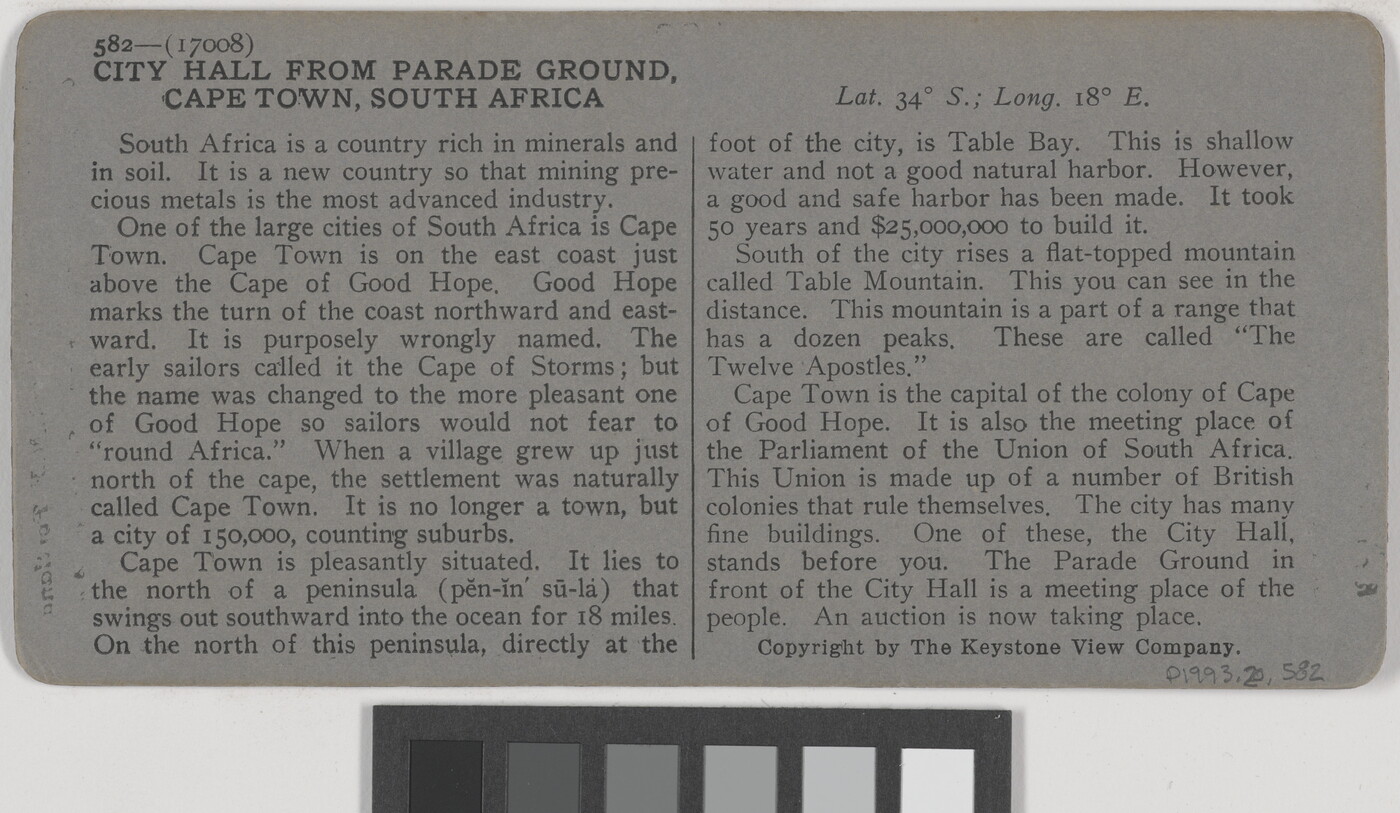 582—(17008)
CITY HALL FROM PARADE GROUND,
CAPE TOWN, SOUTH AFRICA
Lat. 34° S.; Long. 18° E.
South Africa is a country rich in minerals and
in soil. It is a new country so that mining pre-
cious metals is the most advanced industry.
One of the large cities of South Africa is Cape
Town. Cape Town is on the east coast just
above the Cape of Good Hope. Good Hope
marks the turn of the coast northward and east-
ward. It is purposely wrongly named. The
early sailors called it the Cape of Storms; but
the name was changed to the more pleasant one
of Good Hope so sailors would not fear to
“round Africa.” When a village grew up just
north of the cape, the settlement was naturally
called Cape Town. It is no longer a town, but
a city of 150,000, counting suburbs.
Cape Town is pleasantly situated. It lies to
the north of a peninsula (pĕn-ĭn′ sū-lȧ) that
swings out southward into the ocean for 18 miles.
On the north of this peninsula, directly at the
foot of the city, is Table Bay. This is shallow
water and not a good natural harbor. However,
a good and safe harbor has been made. It took
50 years and $25,000,000 to build it.
South of the city rises a flat-topped mountain
called Table Mountain. This you can see in the
distance. This mountain is a part of a range that
has a dozen peaks. These are called “The
Twelve Apostles.”
Cape Town is the capital of the colony of Cape
of Good Hope. It is also the meeting place of
the Parliament of the Union of South Africa.
This Union is made up of a number of British
colonies that rule themselves. The city has many
fine buildings. One of these, the City Hall,
stands before you. The Parade Ground in
front of the City Hall is a meeting place of the
people. An auction is now taking place.
Copyright by The Keystone View Company.
P1993.20.582